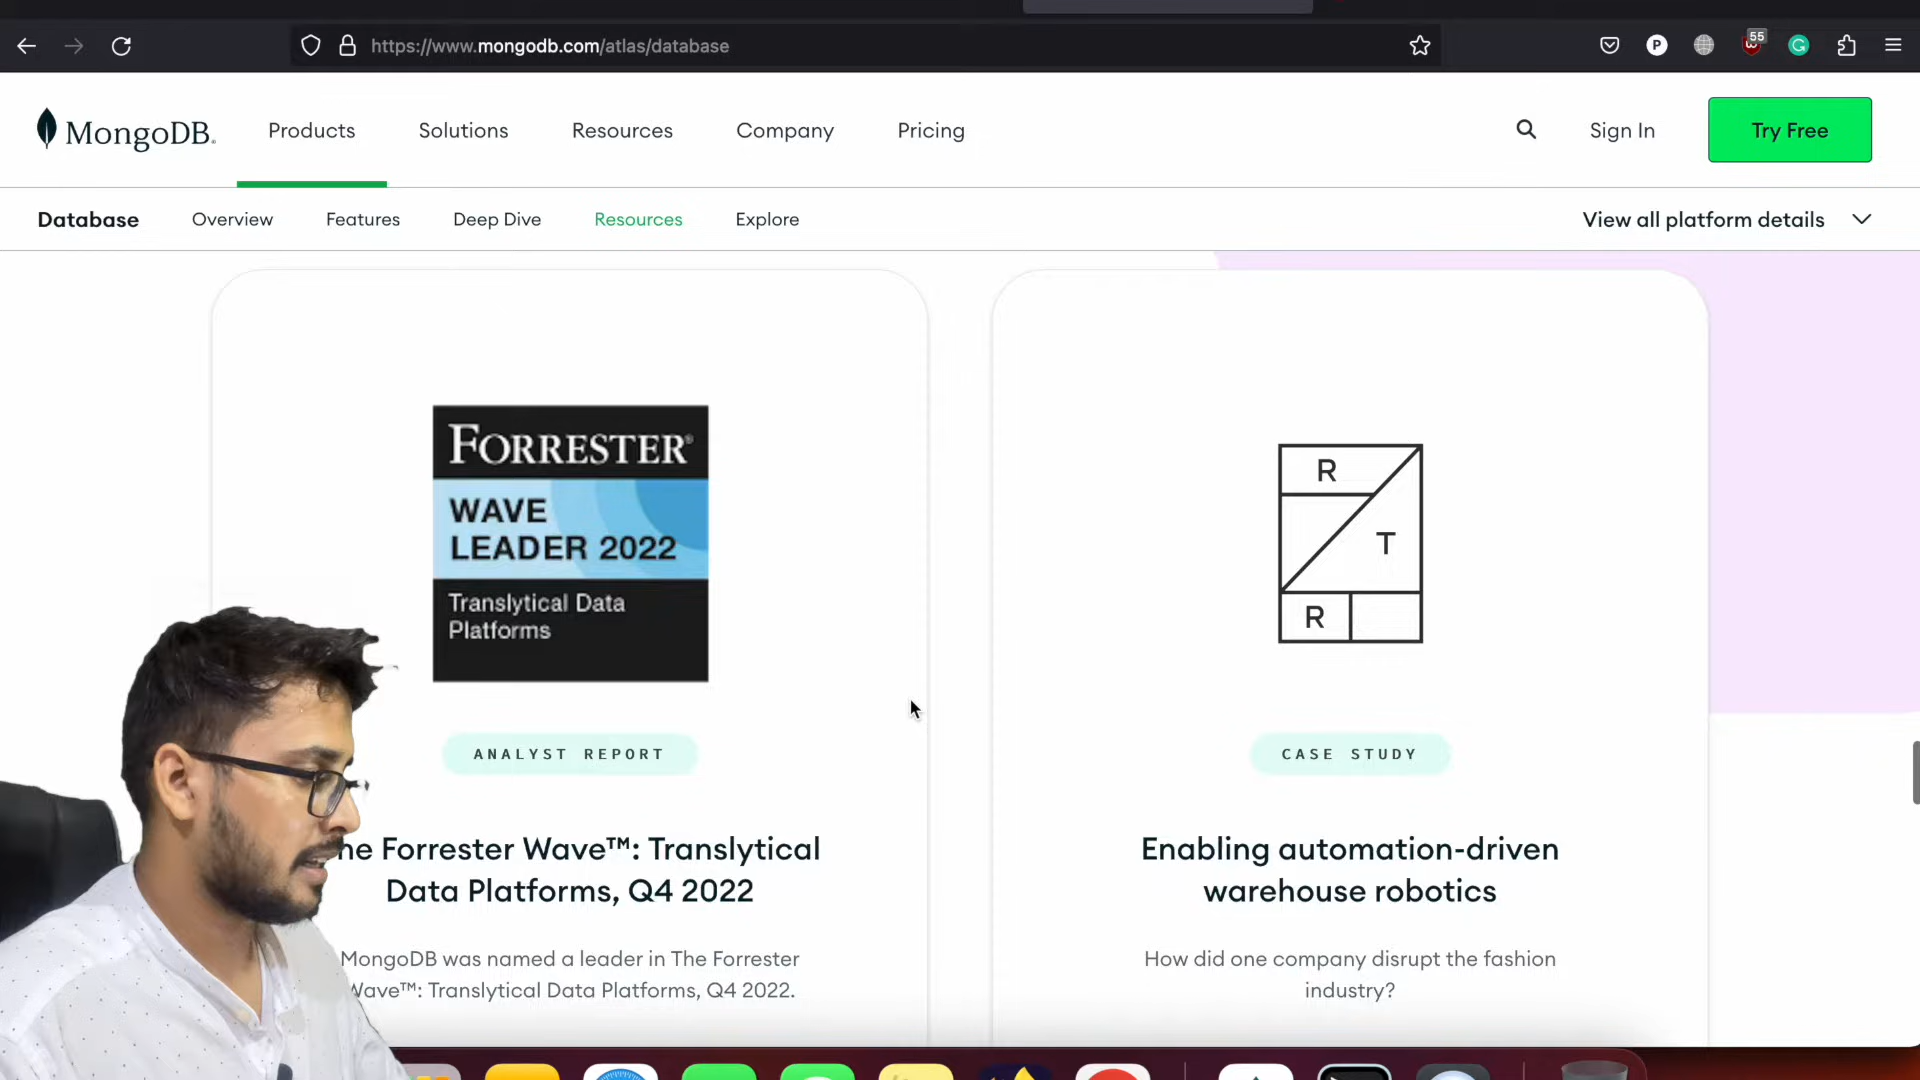 https://www.mongodb.com/atlas/database
P
55
G
MongoDB®
Products
Solutions
Resources
Company
Pricing
Sign In
Try Free
Database
Overview
Features
Deep Dive
Resources
Explore
View all platform details
FORRESTER®
WAVE
LEADER 2022
Translytical Data
Platforms
R
T
R
ANALYST REPORT
CASE STUDY
he Forrester Wave™: Translytical
Data Platforms, Q4 2022
Enabling automation-driven
warehouse robotics
MongoDB was named a leader in The Forrester
Wave™: Translytical Data Platforms, Q4 2022.
How did one company disrupt the fashion
industry?